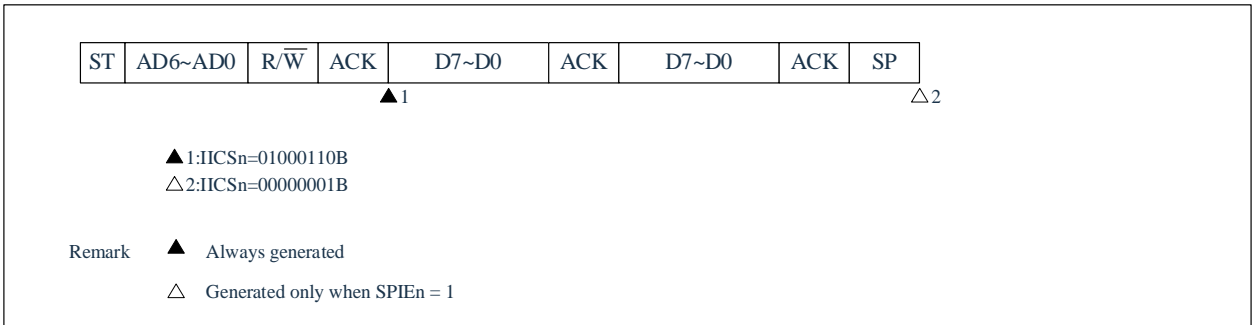 ST AD6~AD0 R/W̅ ACK D7~D0 ACK D7~D0 ACK SP
▲1 △2
▲1:IICSn=01000110B
△2:IICSn=00000001B
Remark ▲ Always generated
△ Generated only when SPIEn = 1